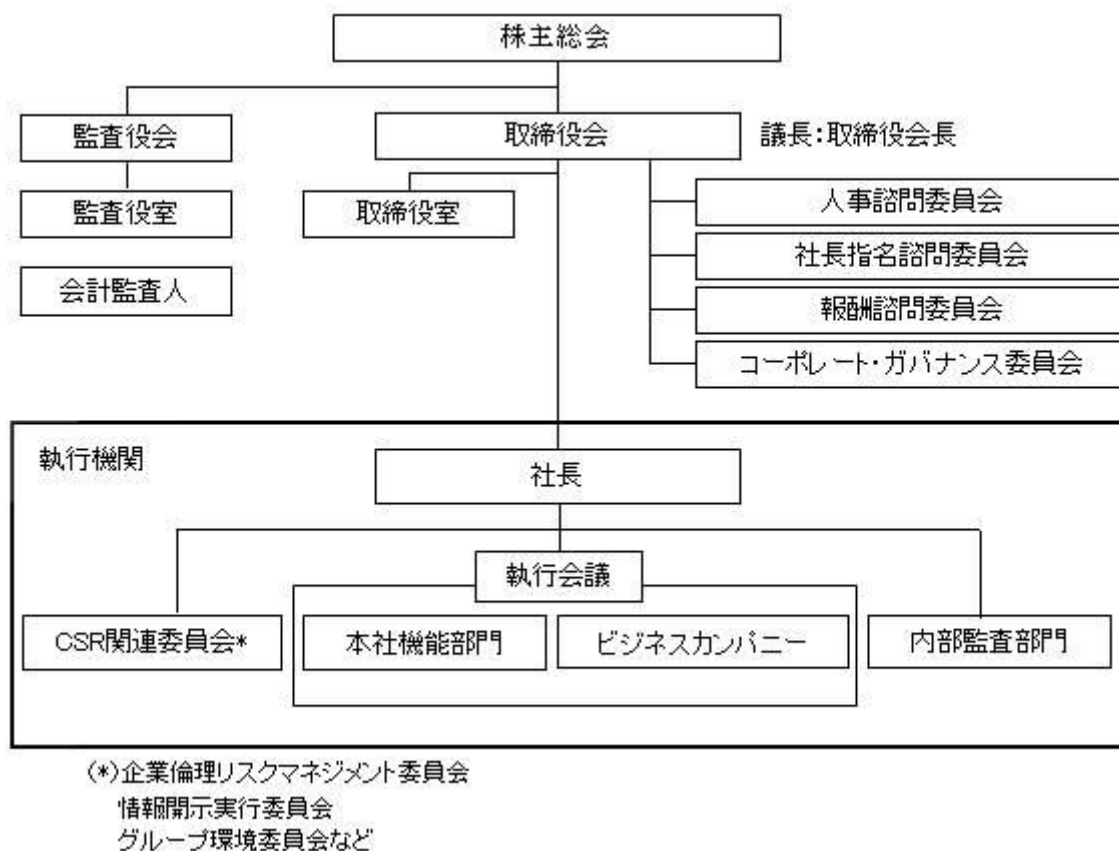 株主総会
監査役会
取締役会
議長:取締役会長
監査役室
取締役室
人事諮問委員会
社長指名諮問委員会
会計監査人
報酬諮問委員会
コーポレート・ガバナンス委員会
執行機関
社長
執行会議
CSR関連委員会*
本社機能部門
ビジネスカンパニー
内部監査部門
(*)企業倫理リスクマネジメント委員会
情報開示実行委員会
グループ環境委員会など